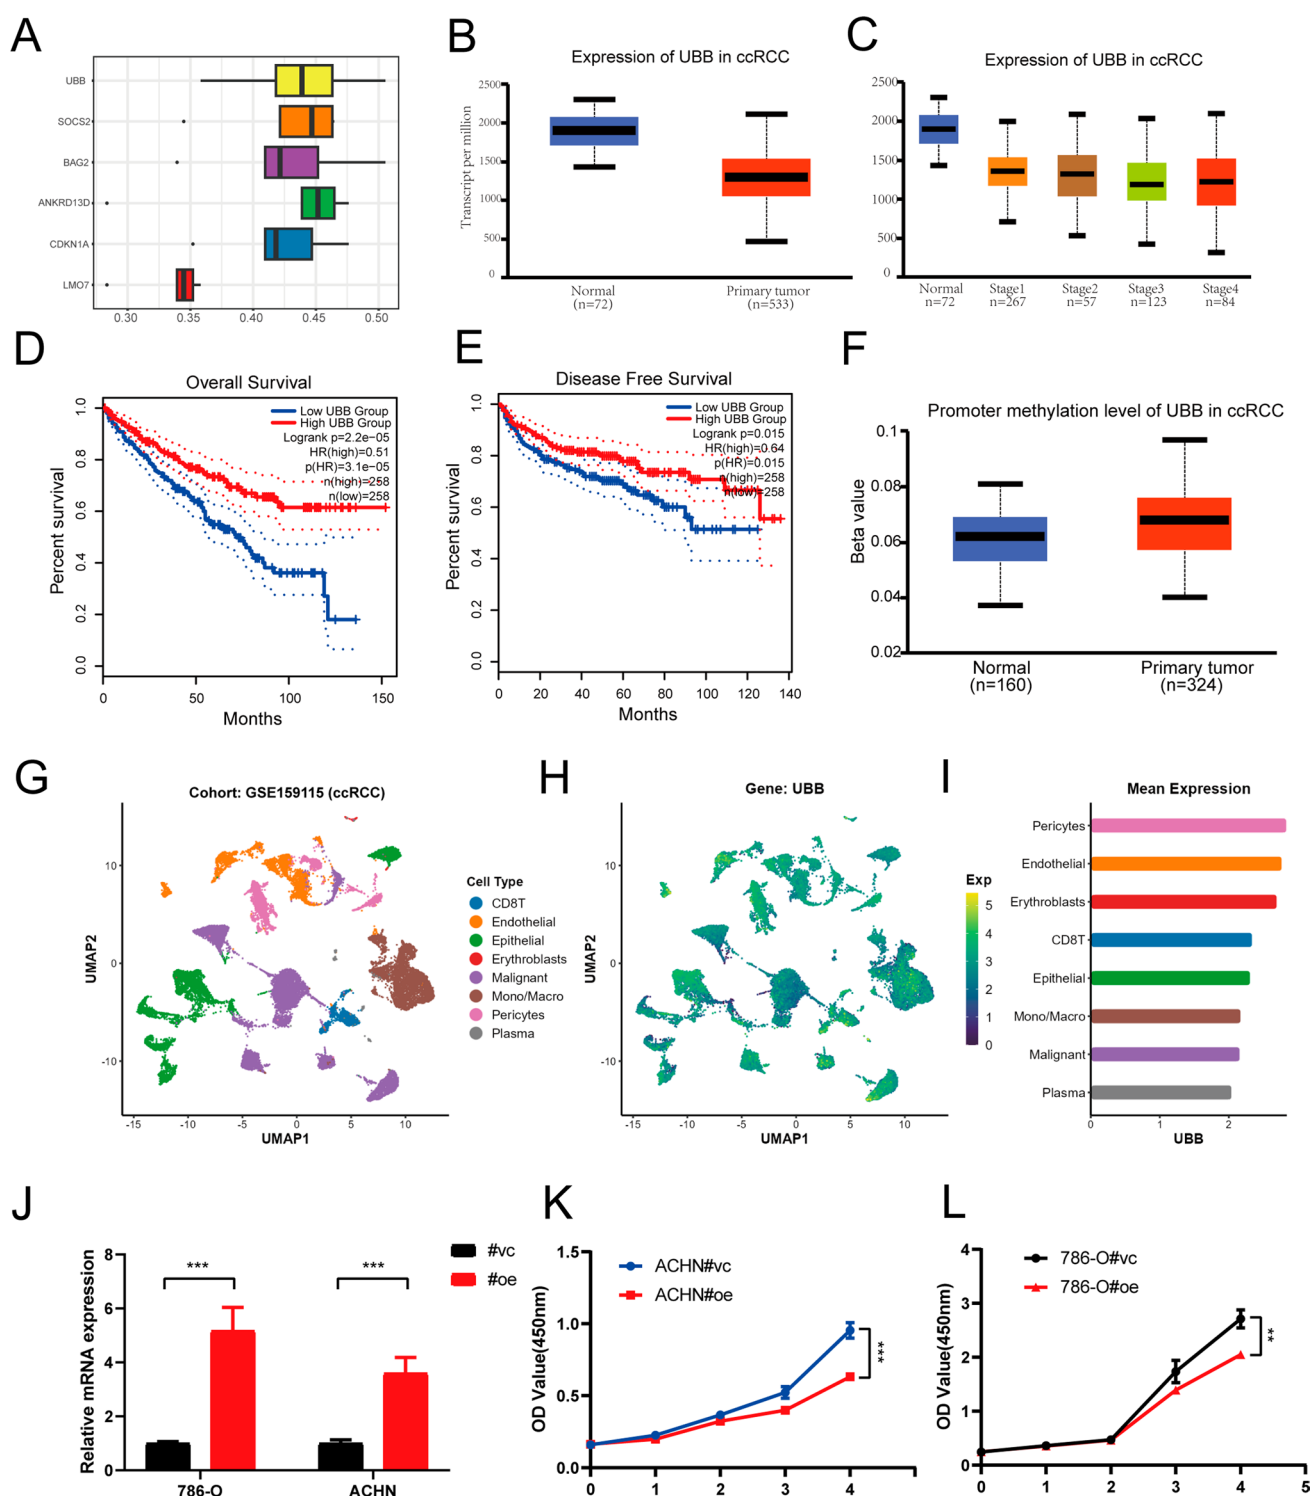 A
UBB
SOCS2
BAG2
ANKRD13D
CDKN1A
LMO7
0.30 0.35 0.40 0.45 0.50
B
Expression of UBB in ccRCC
Transcript per million
2500
2000
1500
1000
500
0
Normal
(n=72)
Primary tumor
(n=533)
C
Expression of UBB in ccRCC
2500
2000
1500
1000
500
0
Normal
n=72
Stage1
n=267
Stage2
n=57
Stage3
n=123
Stage4
n=84
D
Overall Survival
Low UBB Group
High UBB Group
Logrank p=2.2e−05
HR(high)=0.51
p(HR)=3.1e−05
n(high)=258
n(low)=258
Percent survival
1.0
0.8
0.6
0.4
0.2
0.0
0 50 100 150
Months
E
Disease Free Survival
Low UBB Group
High UBB Group
Logrank p=0.015
HR(high)=0.64
p(HR)=0.015
n(high)=258
n(low)=258
Percent survival
1.0
0.8
0.6
0.4
0.2
0.0
0 20 40 60 80 100 120 140
Months
F
Promoter methylation level of UBB in ccRCC
Beta value
0.1
0.08
0.06
0.04
0.02
Normal
(n=160)
Primary tumor
(n=324)
G
Cohort: GSE159115 (ccRCC)
UMAP2
10
0
-10
-15 -10 -5 0 5 10
UMAP1
Cell Type
CD8T
Endothelial
Epithelial
Erythroblasts
Malignant
Mono/Macro
Pericytes
Plasma
H
Gene: UBB
UMAP2
10
0
-10
-15 -10 -5 0 5 10
UMAP1
Exp
5
4
3
2
1
0
I
Mean Expression
Pericytes
Endothelial
Erythroblasts
CD8T
Epithelial
Mono/Macro
Malignant
Plasma
0 1 2
UBB
J
Relative mRNA expression
8
6
4
2
0
***
***
#vc
#oe
786-O ACHN
K
OD Value(450nm)
1.5
1.0
0.5
0.0
ACHN#vc
ACHN#oe
***
0 1 2 3 4 5
L
OD Value(450nm)
4
3
2
1
0
786-O#vc
786-O#oe
**
0 1 2 3 4 5